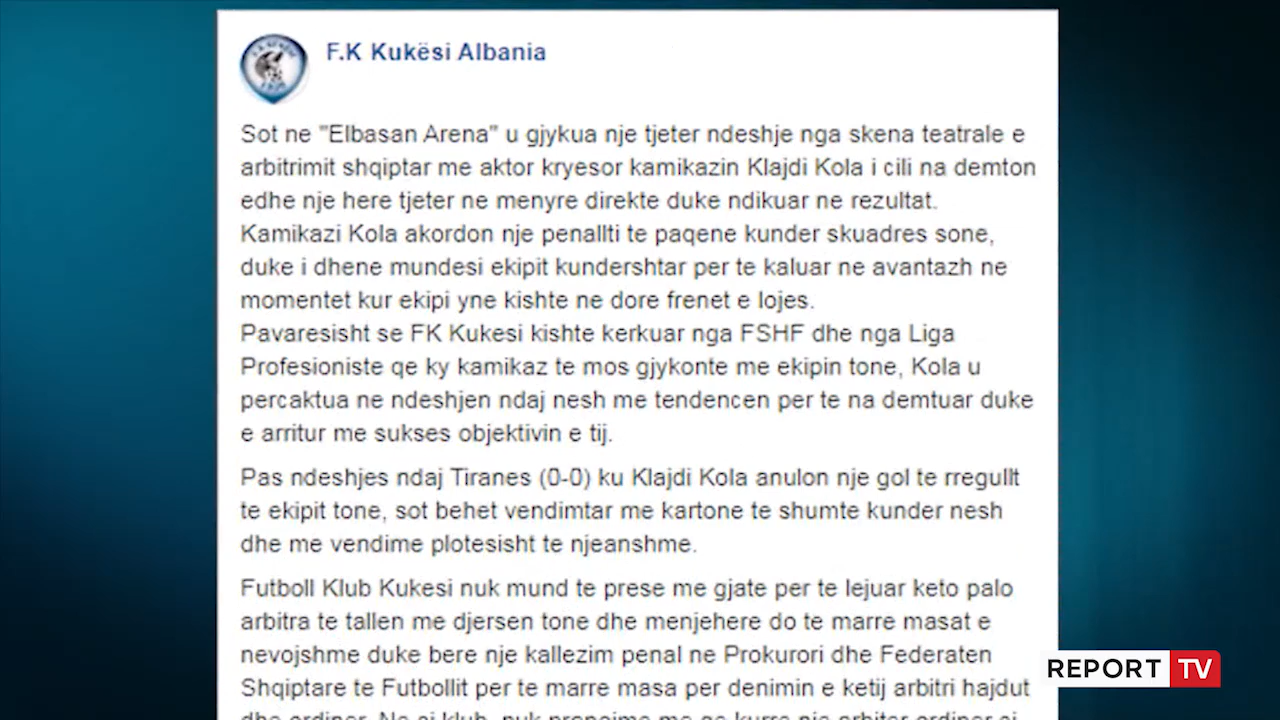 F.K Kukësi Albania
Sot ne "Elbasan Arena" u gjykua nje tjeter ndeshje nga skena teatrale e
arbitrimit shqiptar me aktor kryesor kamikazin Klajdi Kola i cili na demton
edhe nje here tjeter ne menyre direkte duke ndikuar ne rezultat.
Kamikazi Kola akordon nje penallti te paqene kunder skuadres sone,
duke i dhene mundesi ekipit kundershtar per te kaluar ne avantazh ne
momentet kur ekipi yne kishte ne dore frenet e lojes.
Pavaresisht se FK Kukesi kishte kerkuar nga FSHF dhe nga Liga
Profesioniste qe ky kamikaz te mos gjykonte me ekipin tone, Kola u
percaktua ne ndeshjen ndaj nesh me tendencen per te na demtuar duke
e arritur me sukses objektivin e tij.
Pas ndeshjes ndaj Tiranes (0-0) ku Klajdi Kola anulon nje gol te rregullt
te ekipit tone, sot behet vendimtar me kartone te shumte kunder nesh
dhe me vendime plotesisht te njeanshme.
Futboll Klub Kukesi nuk mund te prese me gjate per te lejuar keto palo
arbitra te tallen me djersen tone dhe menjehere do te marre masat e
nevojshme duke bere nje kallezim penal ne Prokurori dhe Federaten
Shqiptare te Futbollit per te marre masa per denimin e ketij arbitri hajdut
REPORT TV